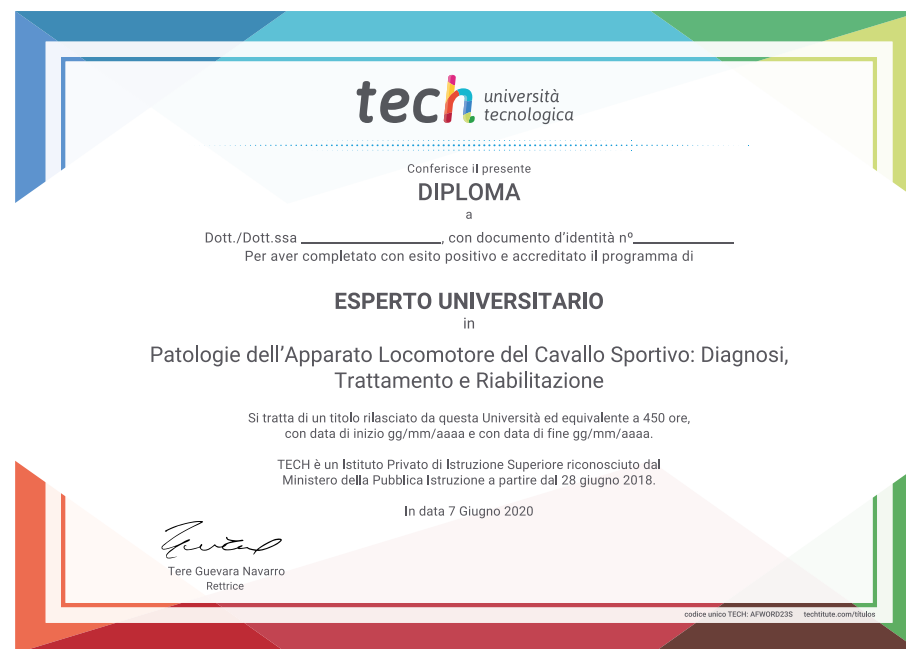 tech università
tecnologica
Conferisce il presente
DIPLOMA
a
Dott./Dott.ssa ____________________, con documento d'identità nº______________
Per aver completato con esito positivo e accreditato il programma di
ESPERTO UNIVERSITARIO
in
Patologie dell'Apparato Locomotore del Cavallo Sportivo: Diagnosi,
Trattamento e Riabilitazione
Si tratta di un titolo rilasciato da questa Università ed equivalente a 450 ore,
con data di inizio gg/mm/aaaa e con data di fine gg/mm/aaaa.
TECH è un Istituto Privato di Istruzione Superiore riconosciuto dal
Ministero della Pubblica Istruzione a partire dal 28 giugno 2018.
In data 7 Giugno 2020
Tere Guevara Navarro
Rettrice
codice unico TECH: AFWORD23S techtitute.com/titulos